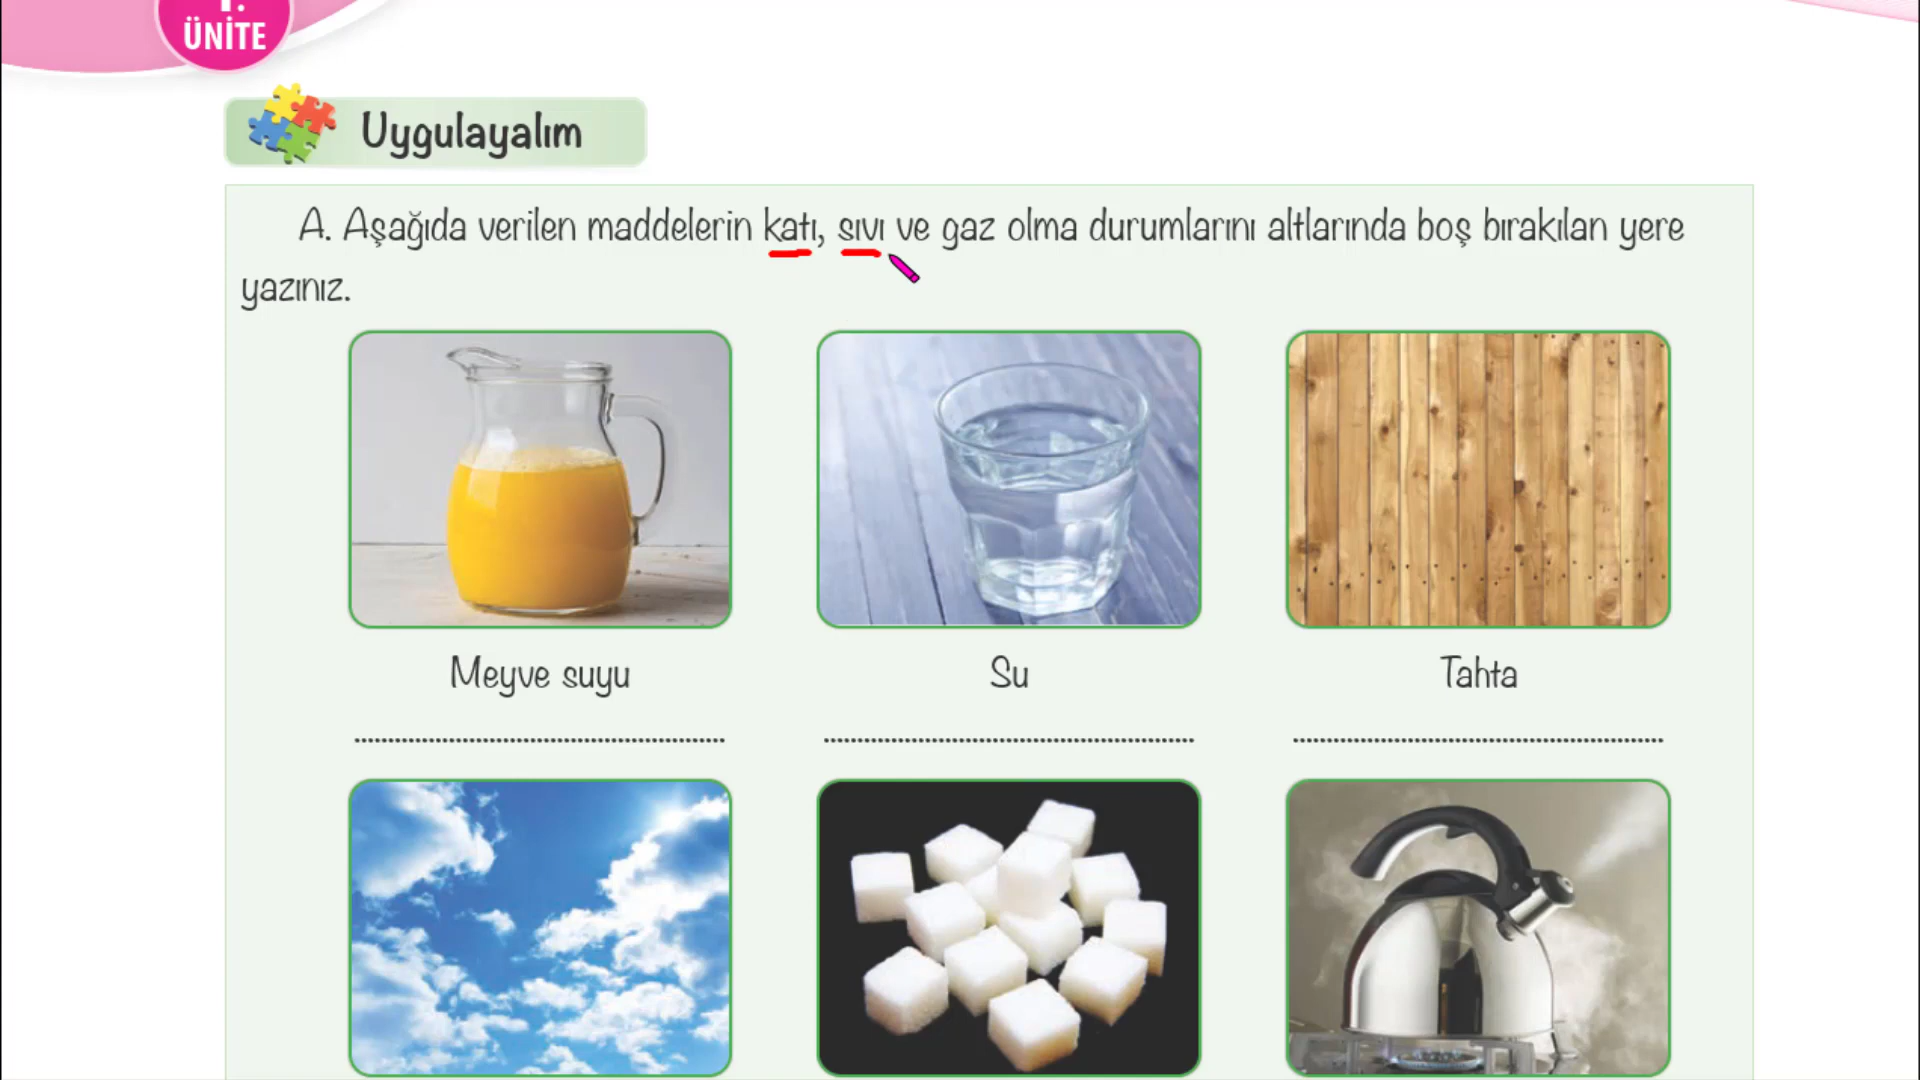 ÜNİTE
Uygulayalım
A. Aşağıda verilen maddelerin katı, sıvı ve gaz olma durumlarını altlarında boş bırakılan yere
yazınız.
Meyve suyu
Su
Tahta